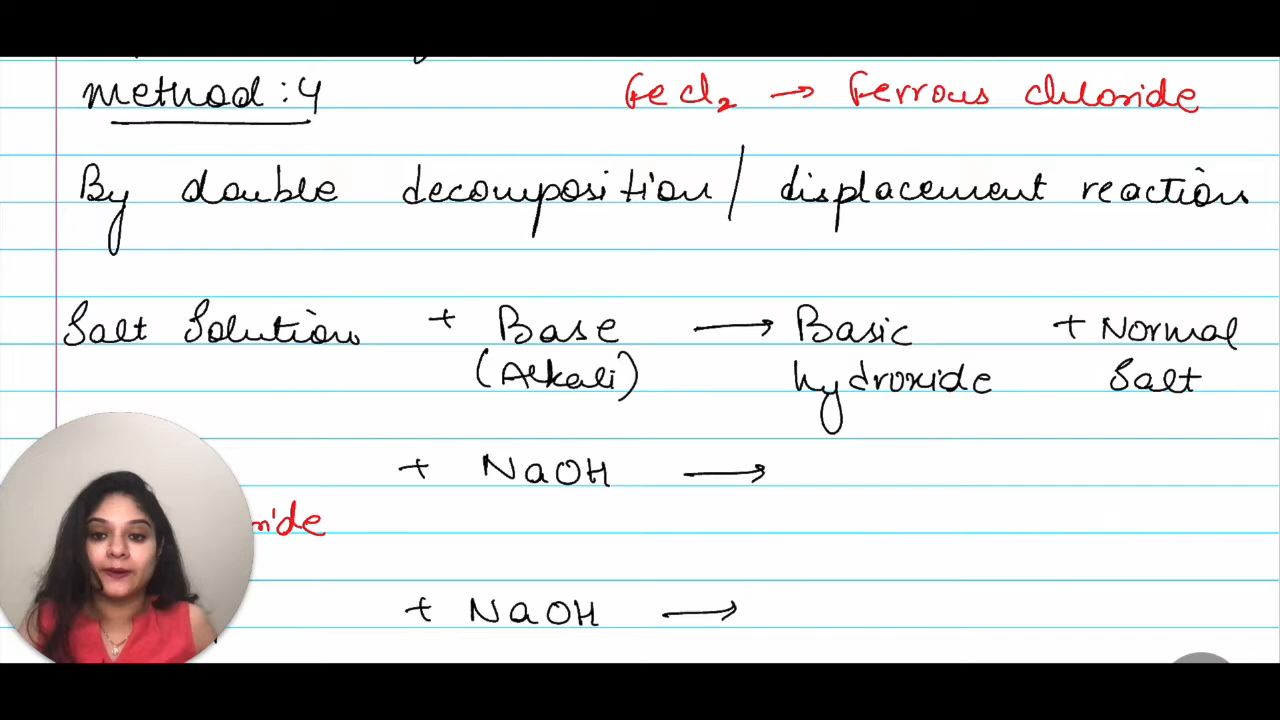 method : 4
FeCl₂ → Ferrous chloride
By double decomposition / displacement reaction
Salt Solution + Base → Basic + Normal
(Alkali) hydroxide Salt
+ NaOH →
+ NaOH →